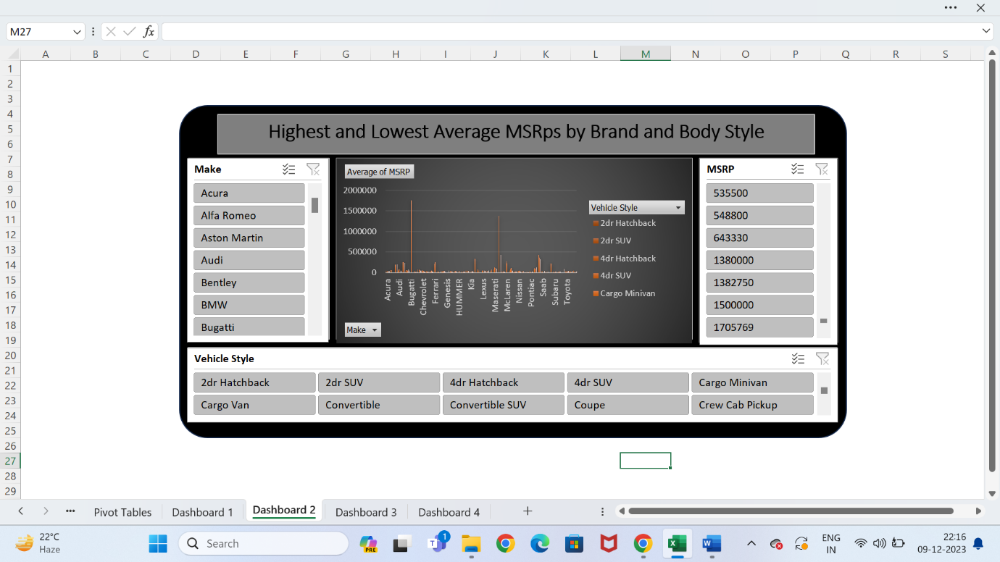 M27
fx
A B C D E F G H I J K L M N O P Q R S
1
2
3
4
5
6
7
8
9
10
11
12
13
14
15
16
17
18
19
20
21
22
23
24
25
26
27
28
29
Highest and Lowest Average MSRps by Brand and Body Style
Make
Acura
Alfa Romeo
Aston Martin
Audi
Bentley
BMW
Bugatti
Average of MSRP
2000000
1500000
1000000
500000
0
Acura
Audi
Bugatti
Chevrolet
Ferrari
Genesis
HUMMER
Kia
Lexus
Maserati
McLaren
Nissan
Pontiac
Saab
Subaru
Toyota
Make
Vehicle Style
2dr Hatchback
2dr SUV
4dr Hatchback
4dr SUV
Cargo Minivan
MSRP
535500
548800
643330
1380000
1382750
1500000
1705769
Vehicle Style
2dr Hatchback 2dr SUV 4dr Hatchback 4dr SUV Cargo Minivan
Cargo Van Convertible Convertible SUV Coupe Crew Cab Pickup
Pivot Tables Dashboard 1 Dashboard 2 Dashboard 3 Dashboard 4
22°C
Haze
Search
PRE
T
1
X
W
ENG
IN
22:16
09-12-2023